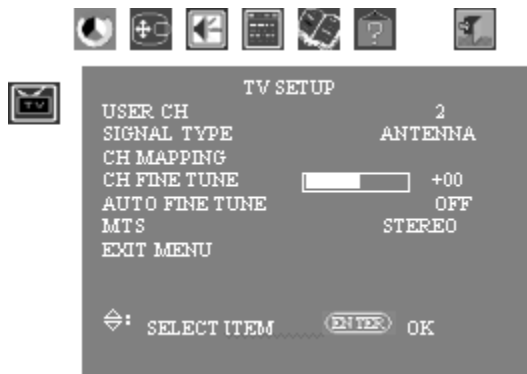 TV
TV SETUP
USER CH 2
SIGNAL TYPE ANTENNA
CH MAPPING
CH FINE TUNE +00
AUTO FINE TUNE OFF
MTS STEREO
EXIT MENU
: SELECT ITEM ENTER OK